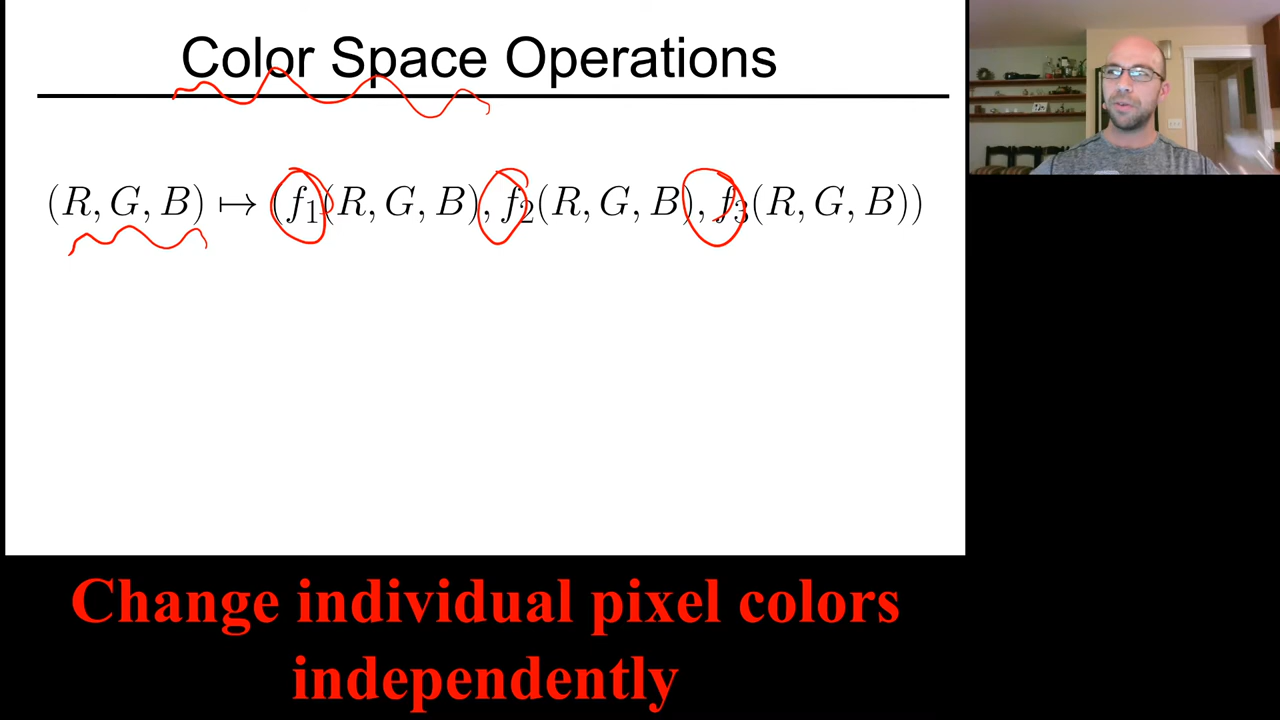 Color Space Operations
(R, G, B) ↦ (f₁(R, G, B), f₂(R, G, B), f₃(R, G, B))
Change individual pixel colors
independently